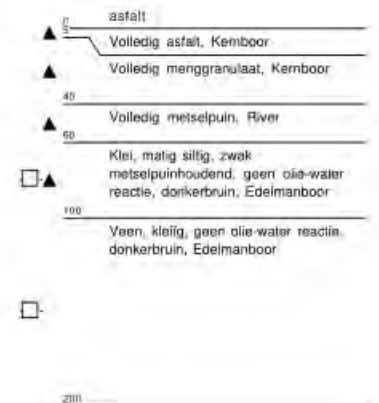 asfalt
0
5
Volledig asfalt, Kernboor
Volledig menggranulaat, Kernboor
40
Volledig metselpuin, River
60
Klei, matig siltig, zwak
metselpuinhoudend, geen olie-water
reactie, donkerbruin, Edelmanboor
100
Veen, kleiïg, geen olie-water reactie,
donkerbruin, Edelmanboor
200